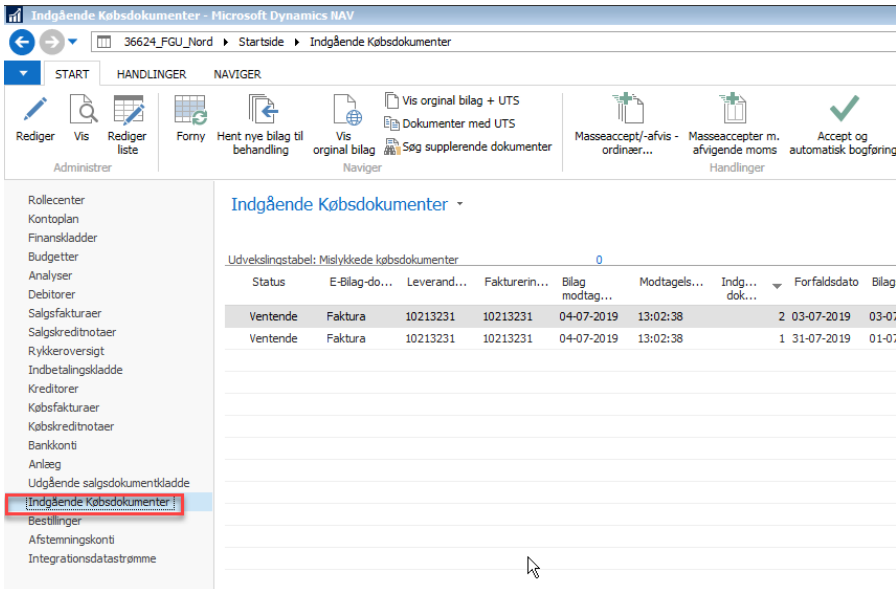 Indgående Købsdokumenter - Microsoft Dynamics NAV
36624_FGU_Nord Startside Indgående Købsdokumenter
START HANDLINGER NAVIGER
Rediger
Vis
Rediger liste
Administrer
Forny
Hent nye bilag til behandling
Vis orginal bilag
Vis orginal bilag + UTS
Dokumenter med UTS
Søg supplerende dokumenter
Naviger
Masseaccept/-afvis - ordinær...
Masseaccepter m. afvigende moms
Accept og automatisk bogføring
Handlinger
Rollecenter
Kontoplan
Finanskladder
Budgetter
Analyser
Debitorer
Salgsfakturaer
Salgskreditnotaer
Rykkeroversigt
Indbetalingskladde
Kreditorer
Købsfakturaer
Købskreditnotaer
Bankkonti
Anlæg
Udgående salgsdokumentkladde
Indgående Købsdokumenter
Bestillinger
Afstemningskonti
Integrationsdatastrømme
Indgående Købsdokumenter
Udvekslingstabel: Mislykkede købsdokumenter 0
Status E-Bilag-do... Leverand... Fakturerin... Bilag modtag... Modtagels... Indg... dok... Forfaldsdato Bilag
Ventende Faktura 10213231 10213231 04-07-2019 13:02:38 2 03-07-2019 03-07
Ventende Faktura 10213231 10213231 04-07-2019 13:02:38 1 31-07-2019 01-07